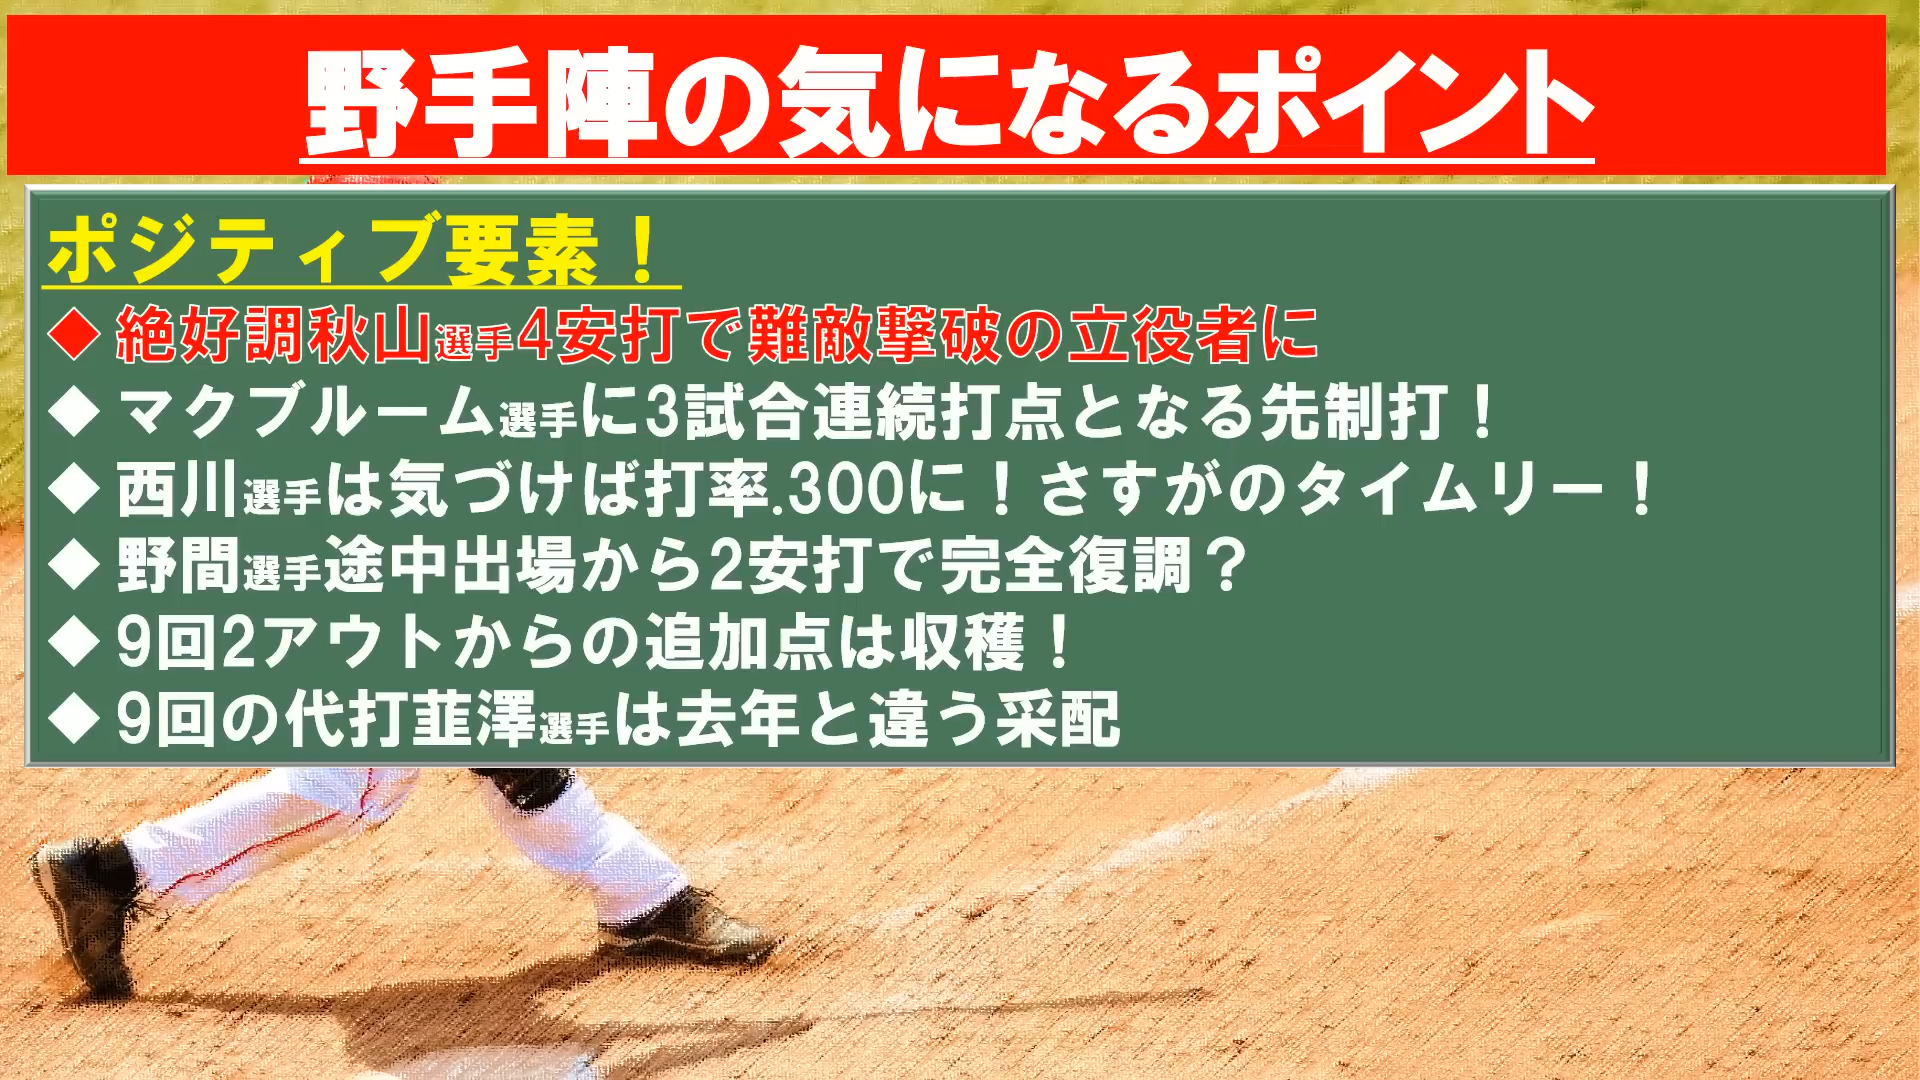 野手陣の気になるポイント
ポジティブ要素！
◆絶好調秋山選手4安打で難敵撃破の立役者に
◆マクブルーム選手に3試合連続打点となる先制打！
◆西川選手は気づけば打率.300に！さすがのタイムリー！
◆野間選手途中出場から2安打で完全復調？
◆9回2アウトからの追加点は収穫！
◆9回の代打韮澤選手は去年と違う采配